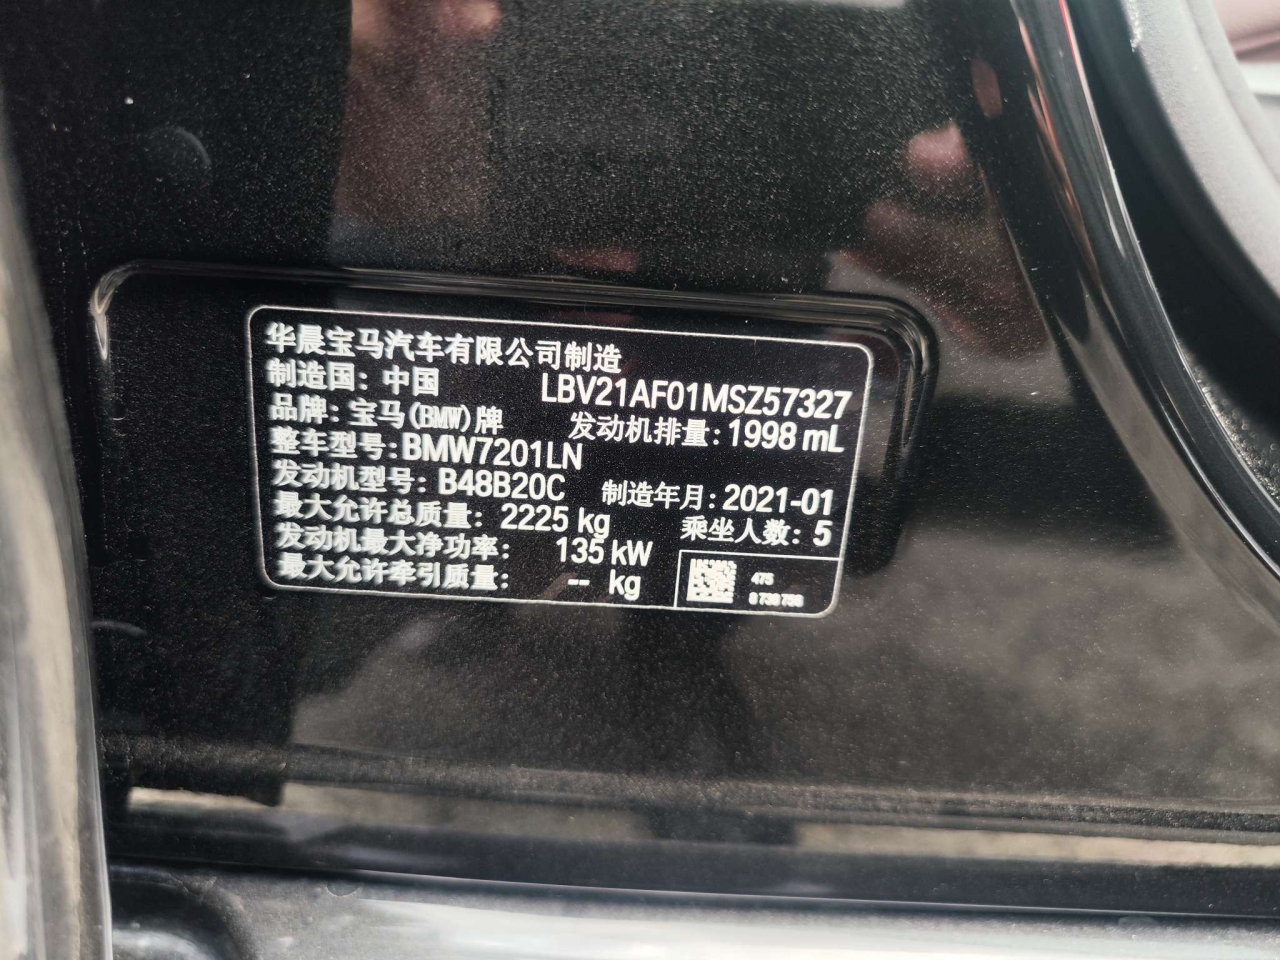 华晨宝马汽车有限公司制造
制造国：中国 LBV21AF01MSZ57327
品牌：宝马(BMW)牌 发动机排量：1998 mL
整车型号：BMW7201LN
发动机型号：B48B20C 制造年月：2021-01
最大允许总质量：2225 kg 乘坐人数：5
发动机最大净功率：135 kW
最大允许牵引质量：-- kg
475